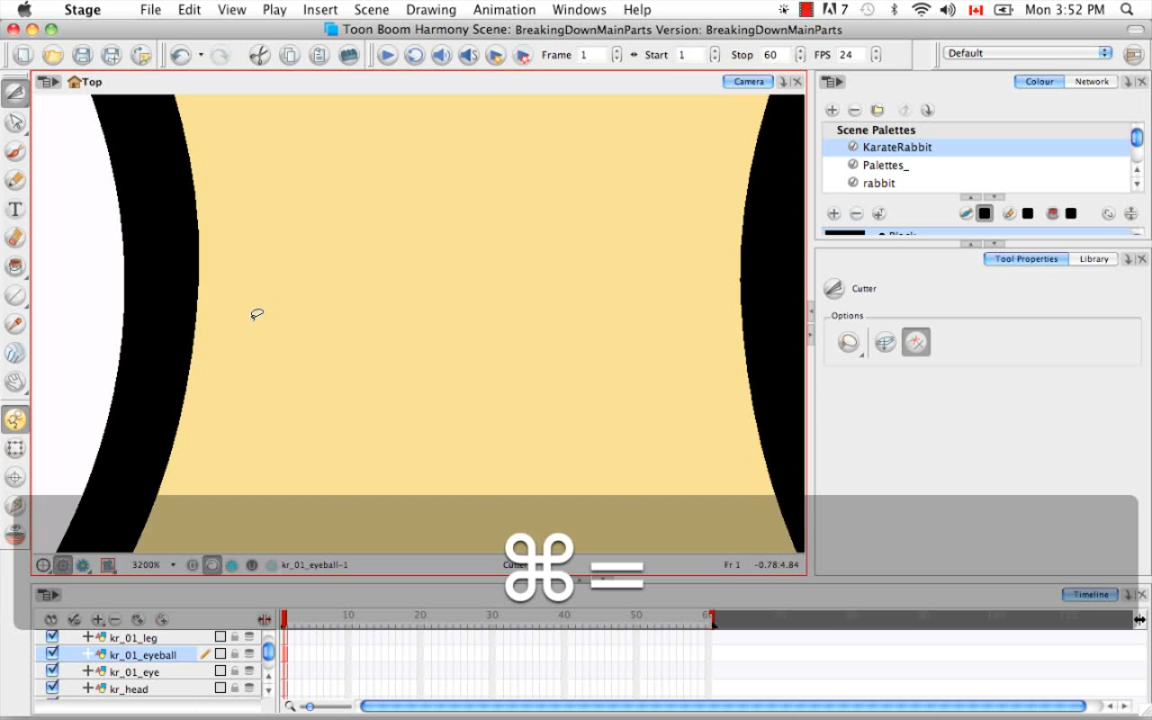 Stage File Edit View Play Insert Scene Drawing Animation Windows Help 7 Mon 3:52 PM
Toon Boom Harmony Scene: BreakingDownMainParts Version: BreakingDownMainParts
Frame 1 Start 1 Stop 60 FPS 24 Default
Top Camera Colour Network
Scene Palettes
KarateRabbit
Palettes_
rabbit
Tool Properties Library
Cutter
Options
⌘=
3200% kr_01_eyeball-1 Fr 1 -0.78,4.84
Timeline
10 20 30 40 50
kr_01_leg
kr_01_eyeball
kr_01_eye
kr_head